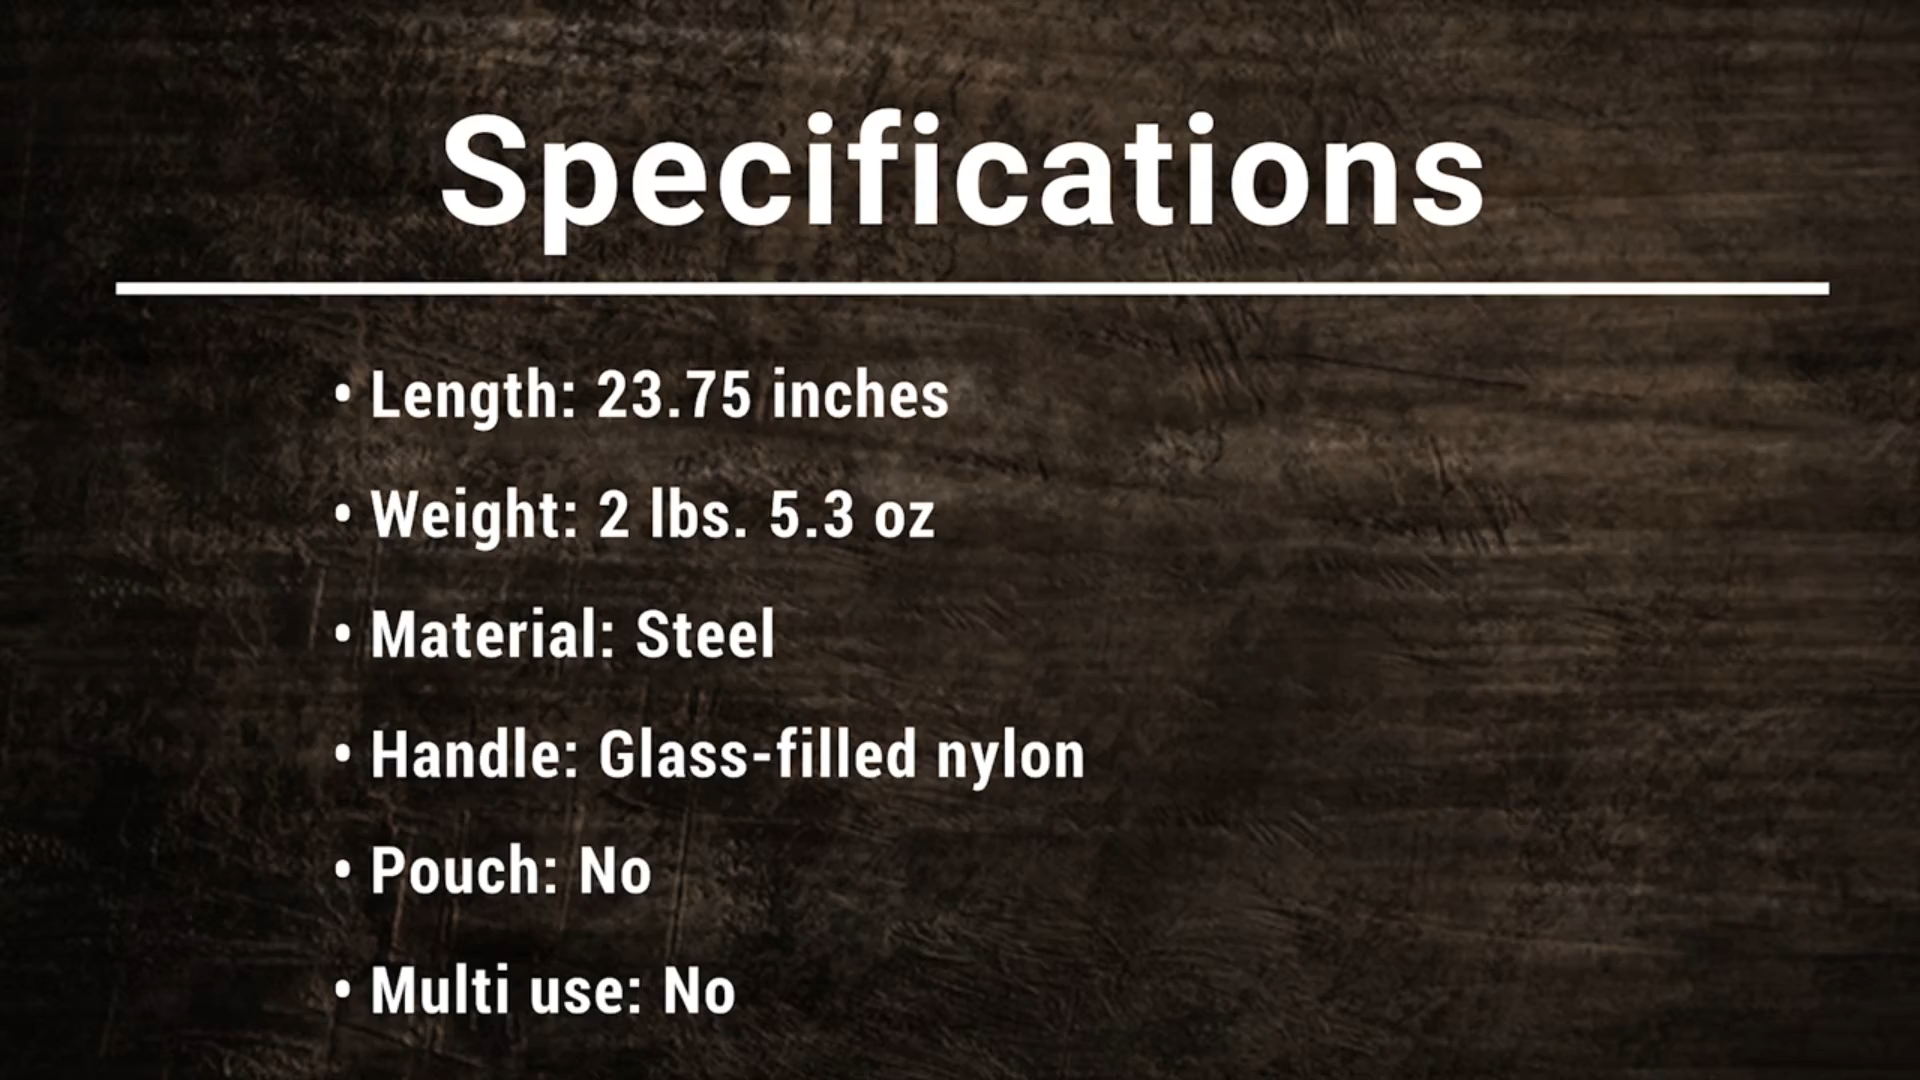 Specifications
• Length: 23.75 inches
• Weight: 2 lbs. 5.3 oz
• Material: Steel
• Handle: Glass-filled nylon
• Pouch: No
• Multi use: No